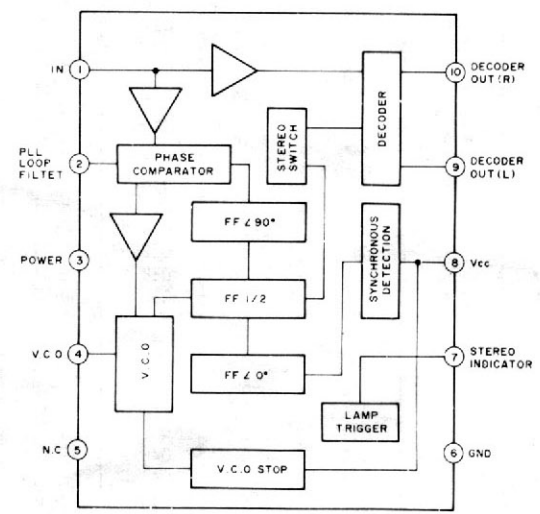 IN 1
10 DECODER
OUT (R)
PLL
LOOP
FILTET
2
PHASE
COMPARATOR
STEREO
SWITCH
DECODER
9 DECODER
OUT (L)
FF ∠ 90°
SYNCHRONOUS
DETECTION
POWER 3
8 Vcc
FF 1/2
V.C.O 4
V.C.O
FF ∠ 0°
7 STEREO
INDICATOR
LAMP
TRIGGER
N.C 5
V.C.O STOP
6 GND